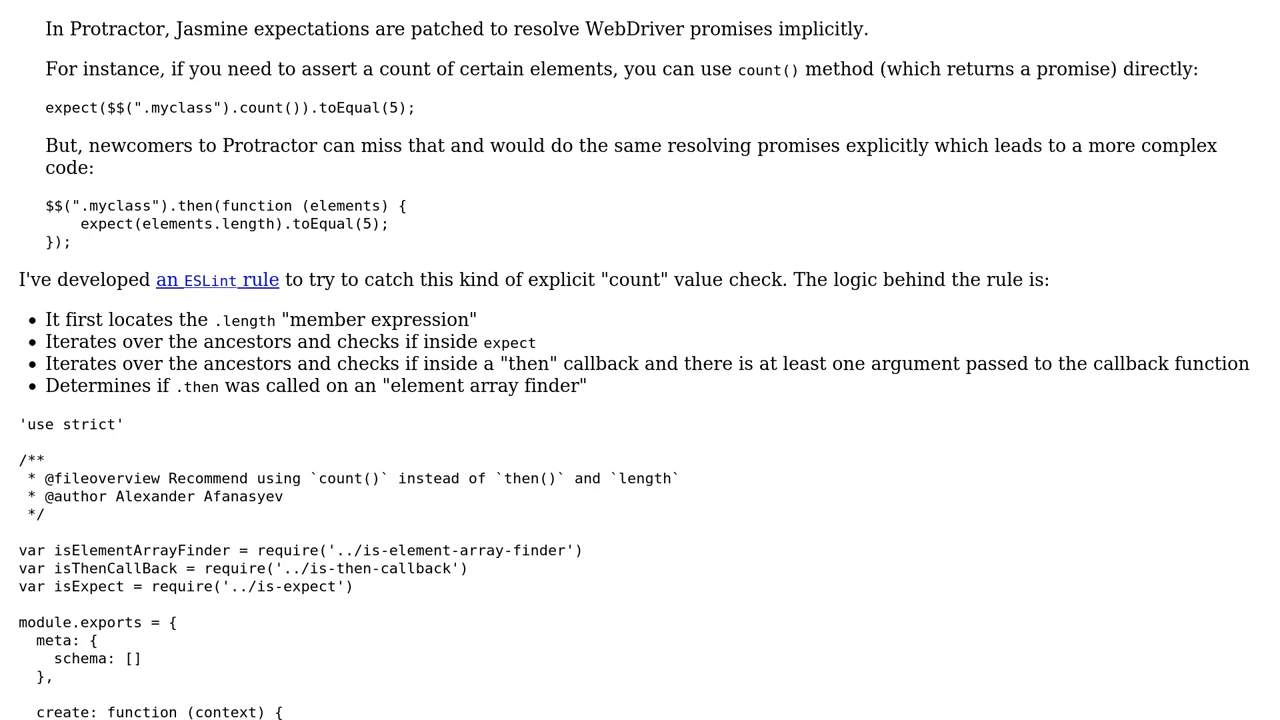 In Protractor, Jasmine expectations are patched to resolve WebDriver promises implicitly.
For instance, if you need to assert a count of certain elements, you can use count() method (which returns a promise) directly:
expect($$(".myclass").count()).toEqual(5);
But, newcomers to Protractor can miss that and would do the same resolving promises explicitly which leads to a more complex
code:
$$(".myclass").then(function (elements) {
    expect(elements.length).toEqual(5);
});
I've developed an ESLint rule to try to catch this kind of explicit "count" value check. The logic behind the rule is:
• It first locates the .length "member expression"
• Iterates over the ancestors and checks if inside expect
• Iterates over the ancestors and checks if inside a "then" callback and there is at least one argument passed to the callback function
• Determines if .then was called on an "element array finder"
'use strict'
/**
 * @fileoverview Recommend using `count()` instead of `then()` and `length`
 * @author Alexander Afanasyev
 */
var isElementArrayFinder = require('../is-element-array-finder')
var isThenCallBack = require('../is-then-callback')
var isExpect = require('../is-expect')
module.exports = {
  meta: {
    schema: []
  },
  create: function (context) {